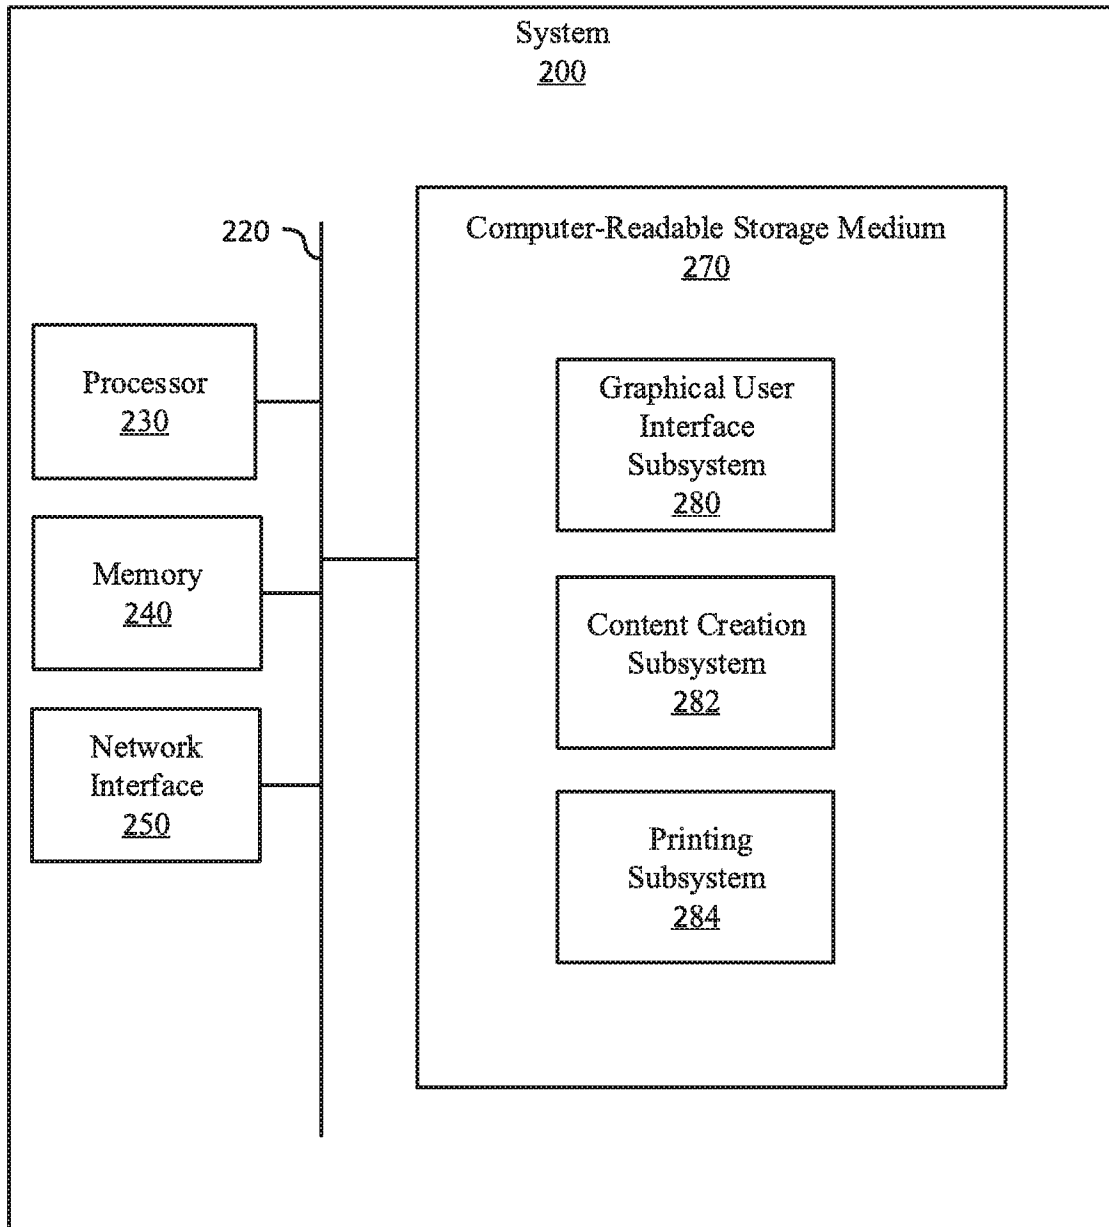 System
200
220
Computer-Readable Storage Medium
270
Processor
230
Memory
240
Network
Interface
250
Graphical User
Interface
Subsystem
280
Content Creation
Subsystem
282
Printing
Subsystem
284